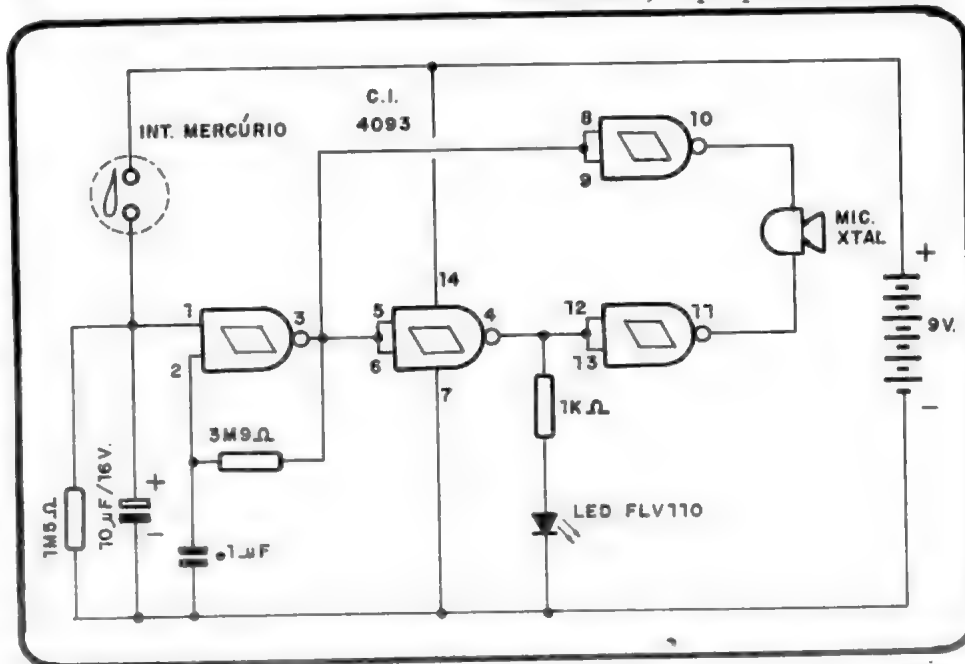 C.I.
4093
INT. MERCÚRIO
8
9
10
MIC.
XTAL
+
9V.
-
14
1
2
3
5
6
4
7
12
13
11
3M9Ω
1KΩ
1M5Ω
10µF/16V.
+
-
.1µF
LED FLV110